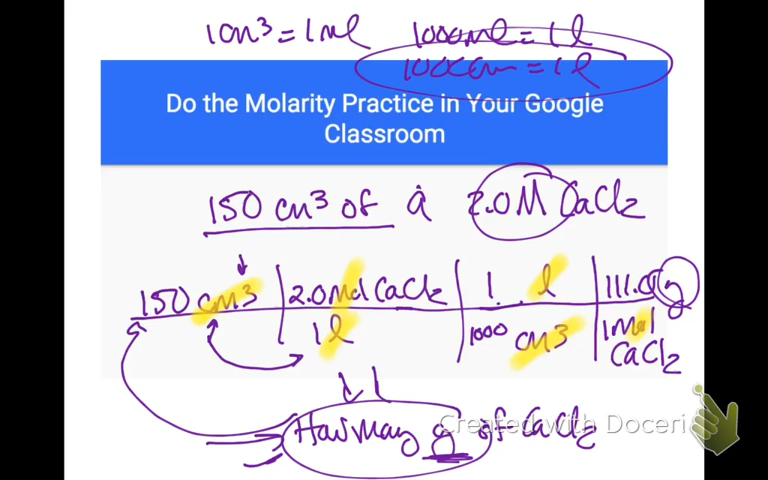 1cm3 = 1ml 1000ml = 1l
1000cm = 1l
Do the Molarity Practice in Your Google
Classroom
150 cm3 of a 2.0M CaCl2
150 cm3 | 2.0mol CaCl2 | 1 l | 111.0g
1l | 1000 cm3 | 1mol
CaCl2
How many g of CaCl2
Created with Doceri